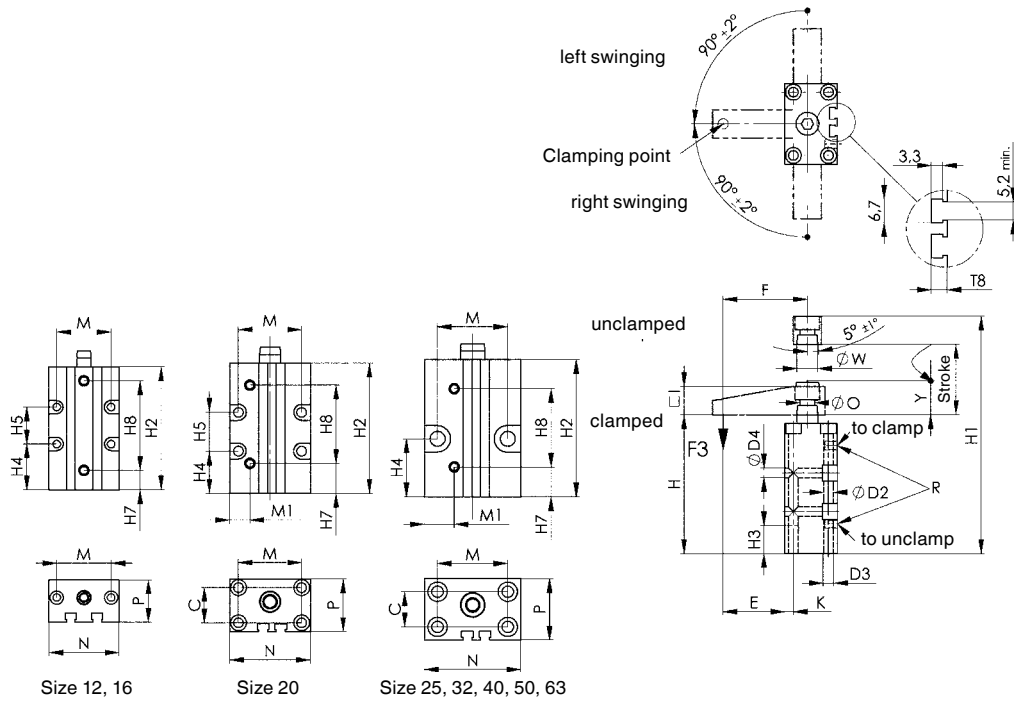 90° ±2°
left swinging
Clamping point
right swinging
90° ±2°
3,3
5,2 min.
6,7
T8
F
unclamped
5° ±1°
ØW
Stroke
Y
ØO
clamped
to clamp
H1
F3
ØD4
ØD2
R
H
to unclamp
H3
D3
E
K
M
H5
H4
H8
H2
H7
M
H5
H4
H8
H2
M1
H7
M
H4
H8
H2
M1
H7
M
P
N
M
C
P
N
M
C
P
N
Size 12, 16
Size 20
Size 25, 32, 40, 50, 63